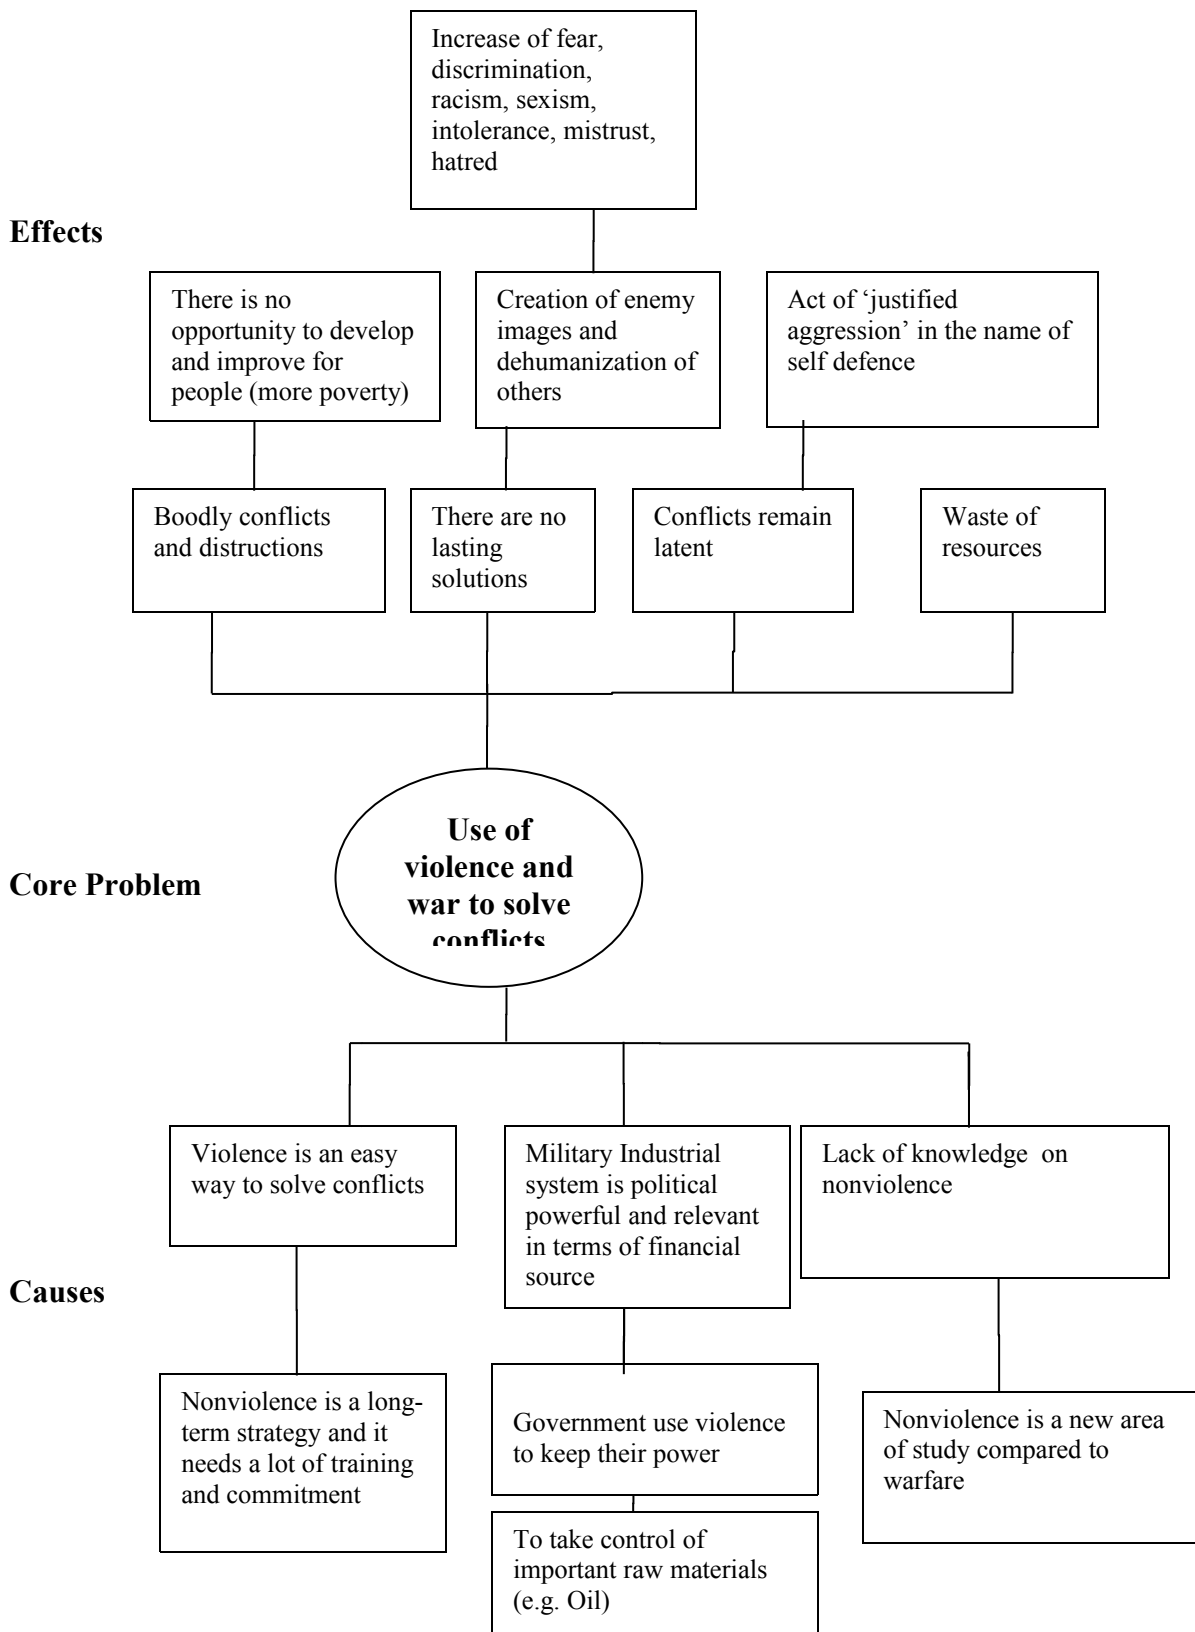 Increase of fear,
discrimination,
racism, sexism,
intolerance, mistrust,
hatred
Effects
There is no
opportunity to develop
and improve for
people (more poverty)
Creation of enemy
images and
dehumanization of
others
Act of ‘justified
aggression’ in the name of
self defence
Boodly conflicts
and distructions
There are no
lasting
solutions
Conflicts remain
latent
Waste of
resources
Use of
violence and
war to solve
conflicts
Core Problem
Violence is an easy
way to solve conflicts
Military Industrial
system is political
powerful and relevant
in terms of financial
source
Lack of knowledge  on
nonviolence
Causes
Nonviolence is a long-
term strategy and it
needs a lot of training
and commitment
Government use violence
to keep their power
Nonviolence is a new area
of study compared to
warfare
To take control of
important raw materials
(e.g. Oil)